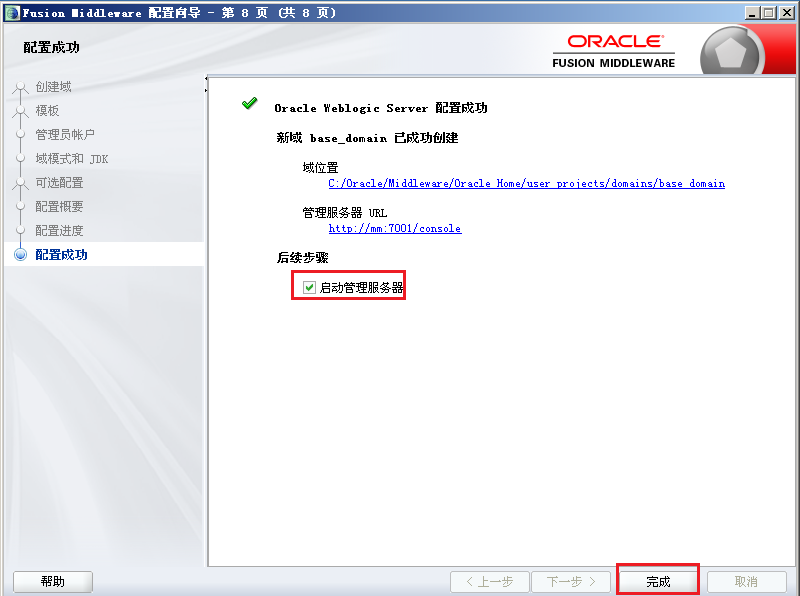 Fusion Middleware 配置向导 - 第 8 页 (共 8 页)
配置成功
ORACLE
FUSION MIDDLEWARE
创建域
模板
管理员帐户
域模式和 JDK
可选配置
配置概要
配置进度
配置成功
Oracle Weblogic Server 配置成功
新域 base_domain 已成功创建
域位置
C:/Oracle/Middleware/Oracle_Home/user_projects/domains/base_domain
管理服务器 URL
http://mm:7001/console
后续步骤
启动管理服务器
帮助
< 上一步
下一步 >
完成
取消